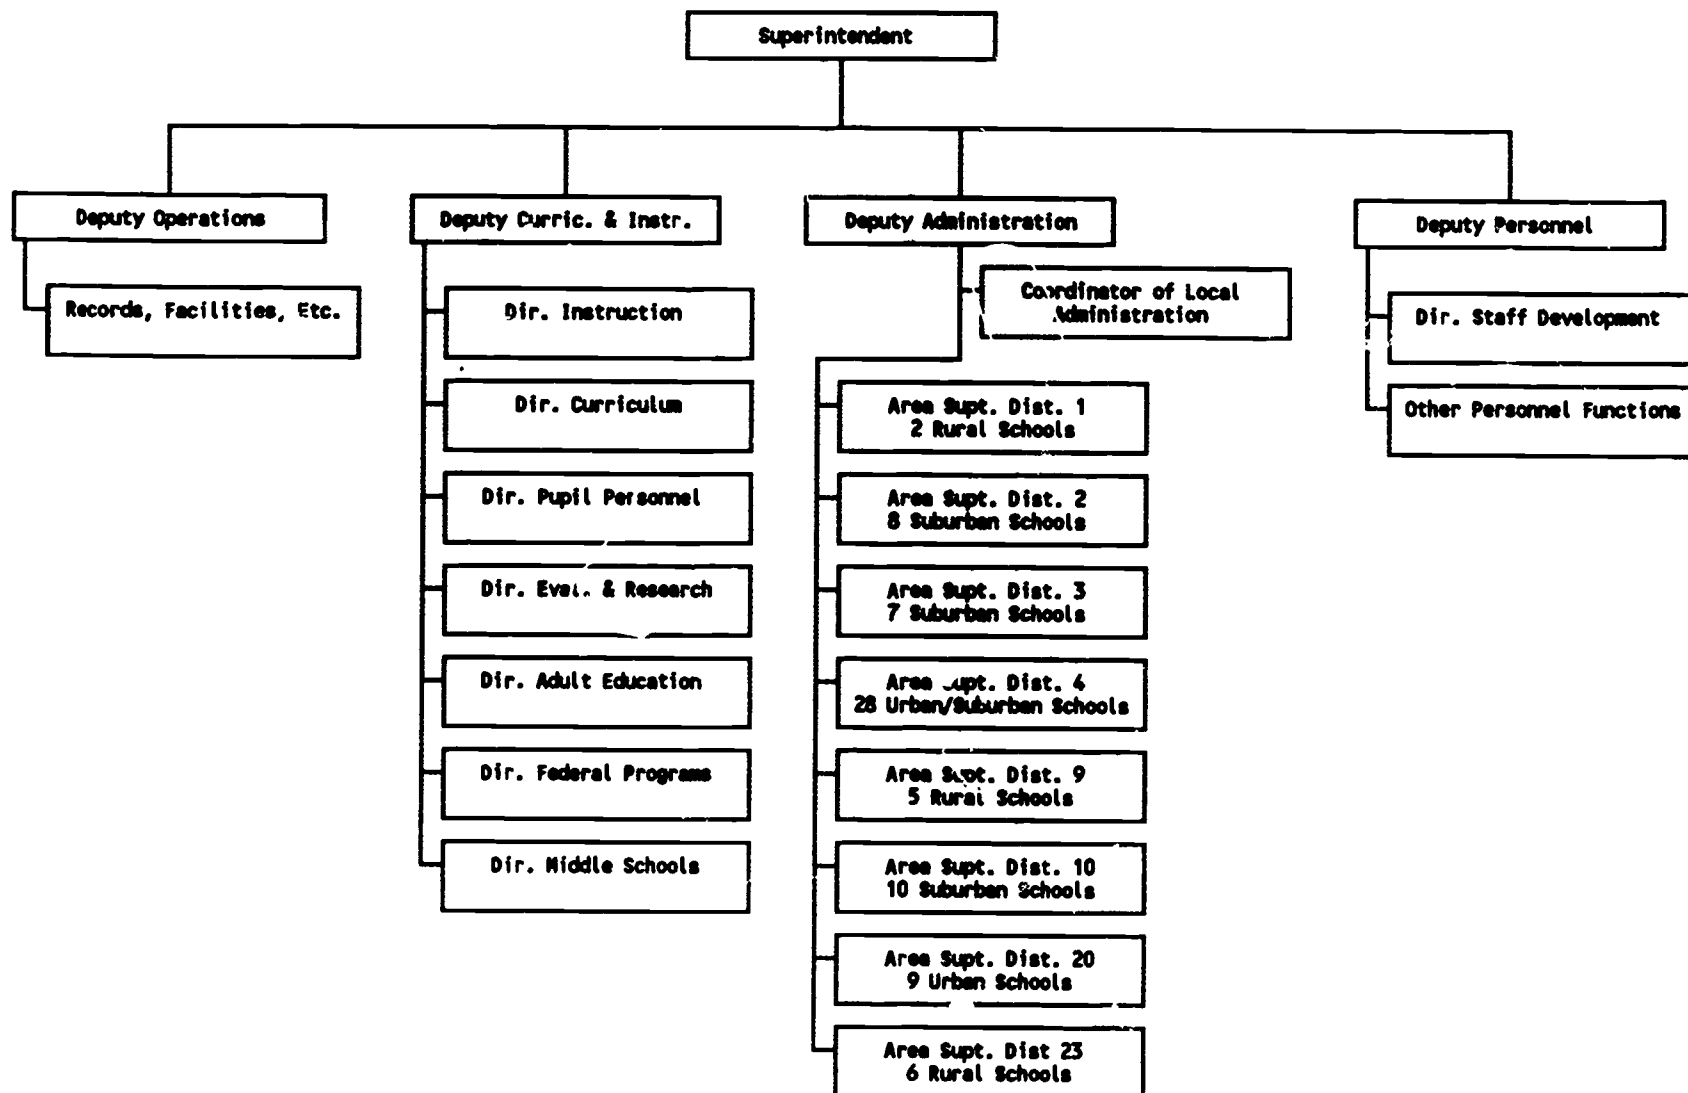 Superintendent
Deputy Operations
Records, Facilities, Etc.
Deputy Curric. & Instr.
Dir. Instruction
Dir. Curriculum
Dir. Pupil Personnel
Dir. Eval. & Research
Dir. Adult Education
Dir. Federal Programs
Dir. Middle Schools
Deputy Administration
Coordinator of Local
Administration
Area Supt. Dist. 1
2 Rural Schools
Area Supt. Dist. 2
8 Suburban Schools
Area Supt. Dist. 3
7 Suburban Schools
Area Supt. Dist. 4
28 Urban/Suburban Schools
Area Supt. Dist. 9
5 Rural Schools
Area Supt. Dist. 10
10 Suburban Schools
Area Supt. Dist. 20
9 Urban Schools
Area Supt. Dist 23
6 Rural Schools
Deputy Personnel
Dir. Staff Development
Other Personnel Functions